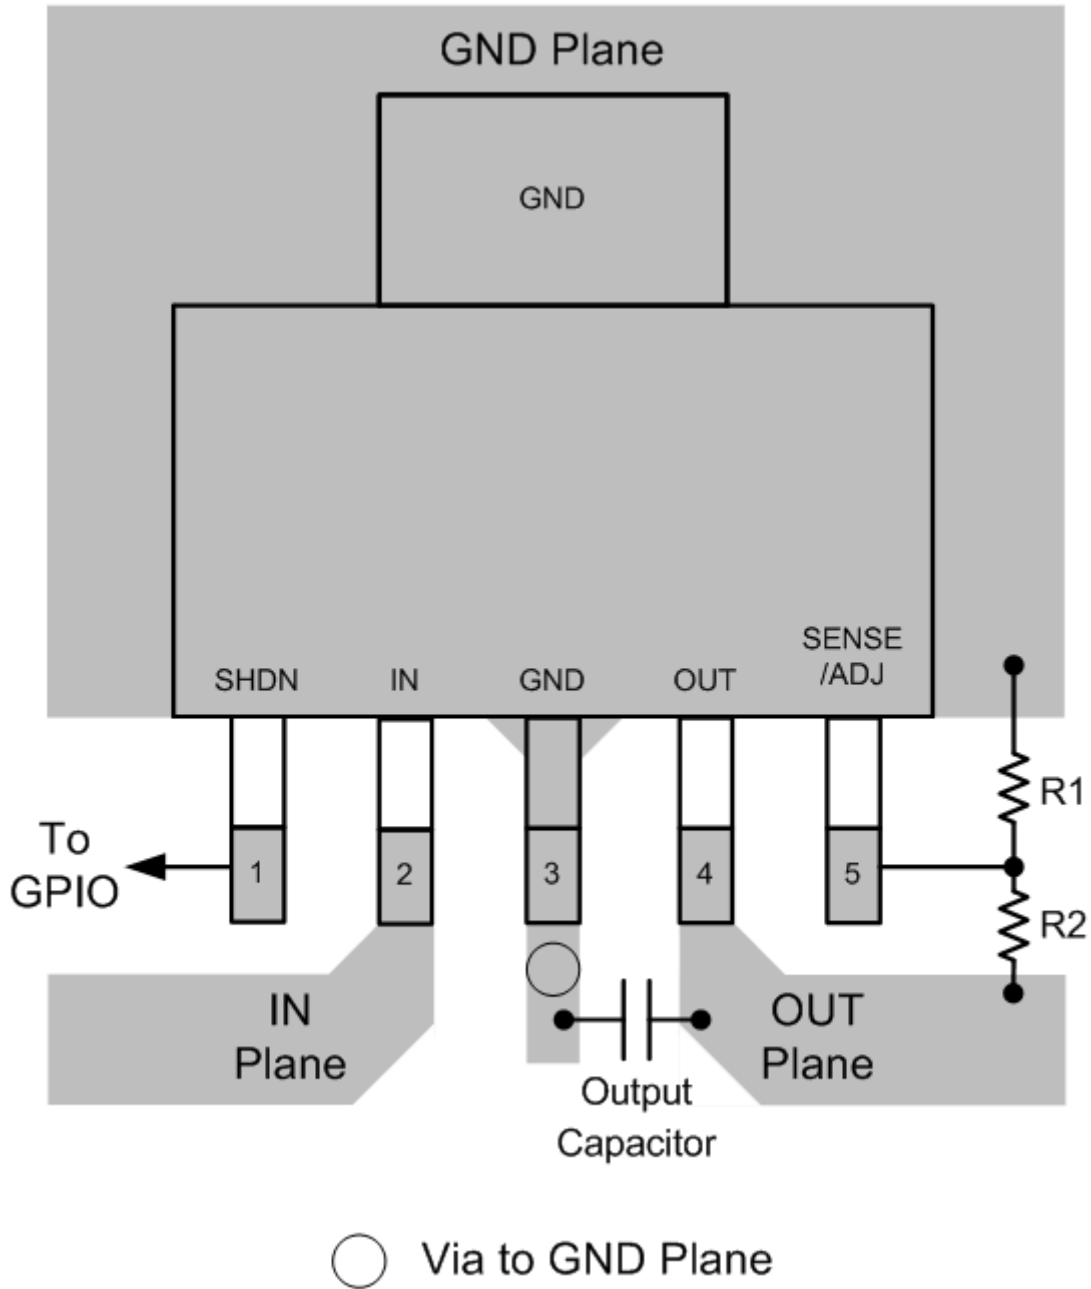 GND Plane
GND
SHDN
IN
GND
OUT
SENSE
/ADJ
To
GPIO
1
2
3
4
5
R1
R2
IN
Plane
OUT
Plane
Output
Capacitor
Via to GND Plane